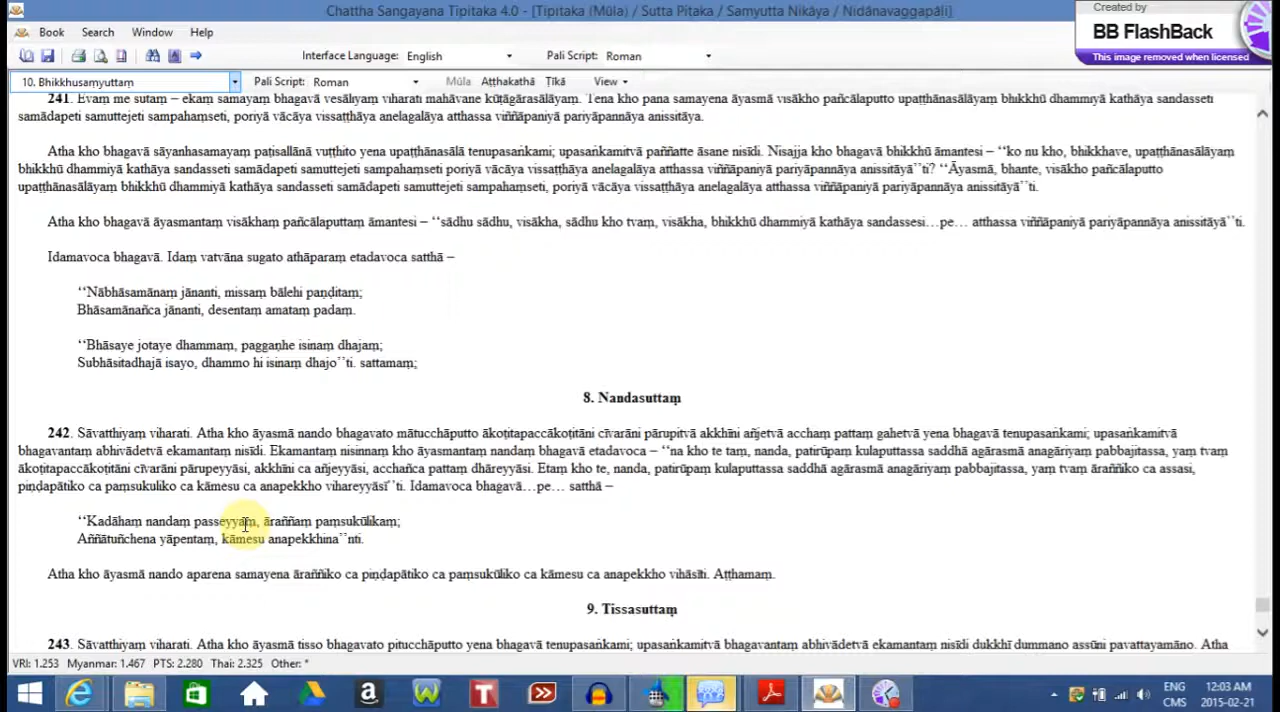 Chaṭṭha Saṅgāyana Tipiṭaka 4.0 - [Tipiṭaka (Mūla) / Sutta Piṭaka / Saṃyutta Nikāya / Nidānavaggapāḷi]
Created by
BB FlashBack
This image removed when licensed
Book Search Window Help
Interface Language: English Pali Script: Roman
10. Bhikkhusaṃyuttaṃ Pali Script: Roman Mūla Aṭṭhakathā Ṭīkā View
241. Evaṃ me sutaṃ – ekaṃ samayaṃ bhagavā vesāliyaṃ viharati mahāvane kūṭāgārasālāyaṃ. Tena kho pana samayena āyasmā visākho pañcālaputto upaṭṭhānasālāyaṃ bhikkhū dhammiyā kathāya sandasseti
samādapeti samuttejeti sampahaṃseti, poriyā vācāya vissaṭṭhāya anelagalāya atthassa viññāpaniyā pariyāpannāya anissitāya.
Atha kho bhagavā sāyanhasamayaṃ paṭisallānā vuṭṭhito yena upaṭṭhānasālā tenupasaṅkami; upasaṅkamitvā paññatte āsane nisīdi. Nisajja kho bhagavā bhikkhū āmantesi – ‘‘ko nu kho, bhikkhave, upaṭṭhānasālāyaṃ
bhikkhū dhammiyā kathāya sandasseti samādapeti samuttejeti sampahaṃseti poriyā vācāya vissaṭṭhāya anelagalāya atthassa viññāpaniyā pariyāpannāya anissitāyā’’ti? ‘‘Āyasmā, bhante, visākho pañcālaputto
upaṭṭhānasālāyaṃ bhikkhū dhammiyā kathāya sandasseti samādapeti samuttejeti sampahaṃseti, poriyā vācāya vissaṭṭhāya anelagalāya atthassa viññāpaniyā pariyāpannāya anissitāyā’’ti.
Atha kho bhagavā āyasmantaṃ visākhaṃ pañcālaputtaṃ āmantesi – ‘‘sādhu sādhu, visākha, sādhu kho tvaṃ, visākha, bhikkhū dhammiyā kathāya sandassesi…pe… atthassa viññāpaniyā pariyāpannāya anissitāyā’’ti.
Idamavoca bhagavā. Idaṃ vatvāna sugato athāparaṃ etadavoca satthā –
‘‘Nābhāsamānaṃ jānanti, missaṃ bālehi paṇḍitaṃ;
Bhāsamānañca jānanti, desentaṃ amataṃ padaṃ.
‘‘Bhāsaye jotaye dhammaṃ, paggaṇhe isinaṃ dhajaṃ;
Subhāsitadhajā isayo, dhammo hi isinaṃ dhajo’’ti. sattamaṃ;
8. Nandasuttaṃ
242. Sāvatthiyaṃ viharati. Atha kho āyasmā nando bhagavato mātucchāputto ākoṭitapaccākoṭitāni cīvarāni pārupitvā akkhīni añjetvā acchaṃ pattaṃ gahetvā yena bhagavā tenupasaṅkami; upasaṅkamitvā
bhagavantaṃ abhivādetvā ekamantaṃ nisīdi. Ekamantaṃ nisinnaṃ kho āyasmantaṃ nandaṃ bhagavā etadavoca – ‘‘na kho te taṃ, nanda, patirūpaṃ kulaputtassa saddhā agārasmā anagāriyaṃ pabbajitassa, yaṃ tvaṃ
ākoṭitapaccākoṭitāni cīvarāni pārupeyyāsi, akkhīni ca añjeyyāsi, acchañca pattaṃ dhāreyyāsi. Etaṃ kho te, nanda, patirūpaṃ kulaputtassa saddhā agārasmā anagāriyaṃ pabbajitassa, yaṃ tvaṃ āraññiko ca assasi,
piṇḍapātiko ca paṃsukuliko ca kāmesu ca anapekkho vihareyyāsī’’ti. Idamavoca bhagavā…pe… satthā –
‘‘Kadāhaṃ nandaṃ passeyyaṃ, āraññaṃ paṃsukūlikaṃ;
Aññātuñchena yāpentaṃ, kāmesu anapekkhina’’nti.
Atha kho āyasmā nando aparena samayena āraññiko ca piṇḍapātiko ca paṃsukūliko ca kāmesu ca anapekkho vihāsīti. Aṭṭhamaṃ.
9. Tissasuttaṃ
243. Sāvatthiyaṃ viharati. Atha kho āyasmā tisso bhagavato pitucchāputto yena bhagavā tenupasaṅkami; upasaṅkamitvā bhagavantaṃ abhivādetvā ekamantaṃ nisīdi dukkhī dummano assūni pavattayamāno. Atha
VRI: 1.253 Myanmar: 1.467 PTS: 2.280 Thai: 2.325 Other: *
ENG 12:03 AM
CMS 2015-02-21